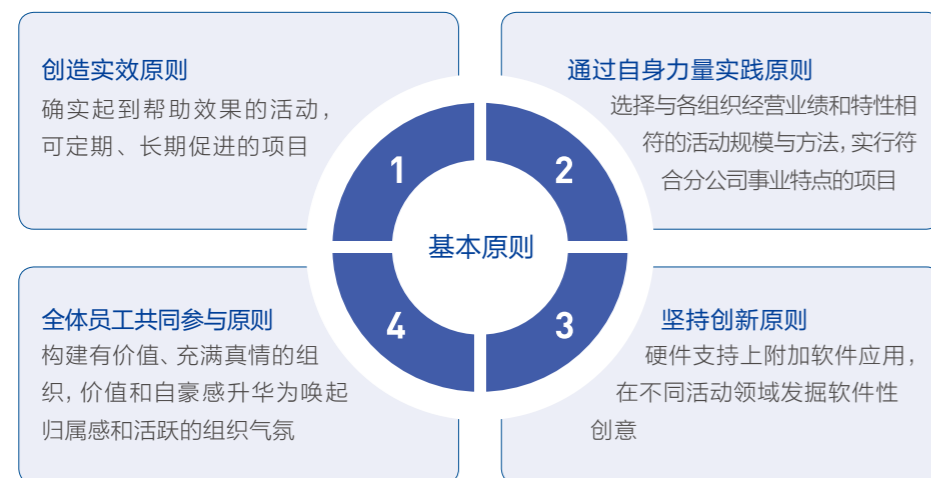 创造实效原则
确实起到帮助效果的活动，
可定期、长期促进的项目
1
通过自身力量实践原则
选择与各组织经营业绩和特性相
符的活动规模与方法，实行符
合分公司事业特点的项目
2
基本原则
全体员工共同参与原则
构建有价值、充满真情的组
织，价值和自豪感升华为唤起
归属感和活跃的组织气氛
4
坚持创新原则
硬件支持上附加软件应用，
在不同活动领域发掘软件性
创意
3